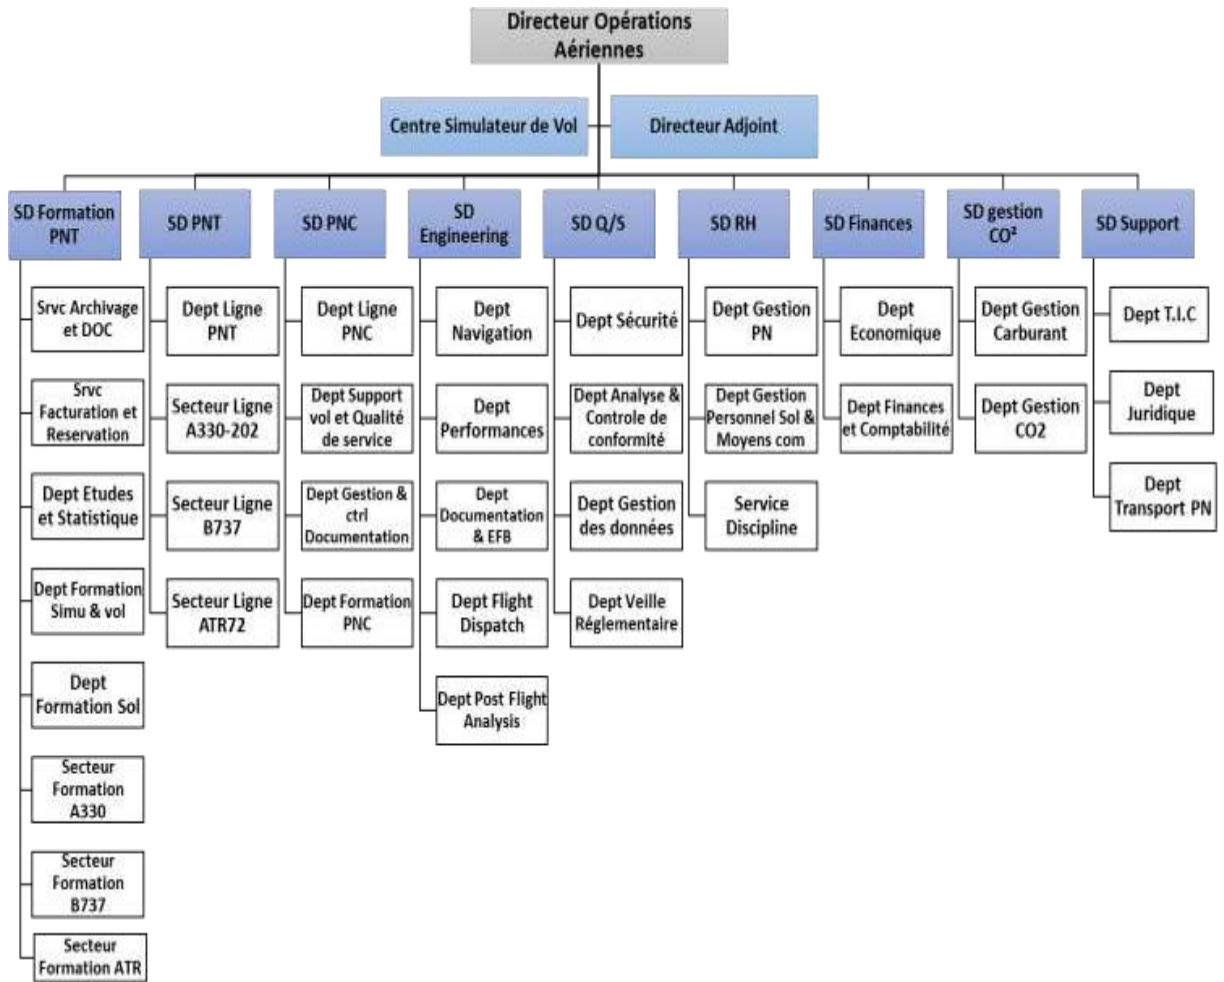 Directeur Opérations
Aériennes
Centre Simulateur de Vol
Directeur Adjoint
SD Formation
PNT
SD PNT
SD PNC
SD
Engineering
SD Q/S
SD RH
SD Finances
SD gestion
CO²
SD Support
Srvc Archivage
et DOC
Srvc
Facturation et
Reservation
Dept Etudes
et Statistique
Dept Formation
Simu & vol
Dept
Formation Sol
Secteur
Formation
A330
Secteur
Formation
B737
Secteur
Formation ATR
Dept Ligne
PNT
Secteur Ligne
A330-202
Secteur Ligne
B737
Secteur Ligne
ATR72
Dept Ligne
PNC
Dept Support
vol et Qualité
de service
Dept Gestion &
ctrl
Documentation
Dept Formation
PNC
Dept
Navigation
Dept
Performances
Dept
Documentation
& EFB
Dept Flight
Dispatch
Dept Post Flight
Analysis
Dept Sécurité
Dept Analyse &
Controle de
conformité
Dept Gestion
des données
Dept Veille
Réglementaire
Dept Gestion
PN
Dept Gestion
Personnel Sol &
Moyens com
Service
Discipline
Dept
Economique
Dept Finances
et Comptabilité
Dept Gestion
Carburant
Dept Gestion
CO2
Dept T.I.C
Dept
Juridique
Dept
Transport PN